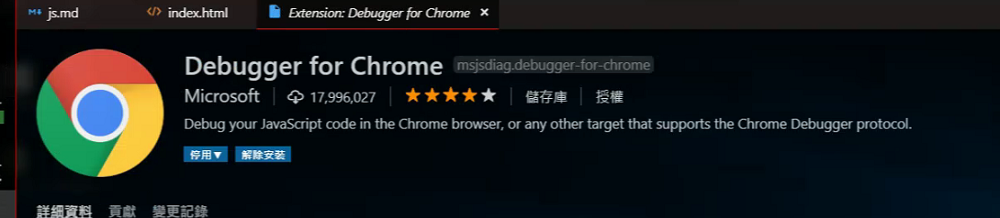 js.md index.html Extension: Debugger for Chrome ×
Debugger for Chrome msjsdiag.debugger-for-chrome
Microsoft 17,996,027 儲存庫 授權
Debug your JavaScript code in the Chrome browser, or any other target that supports the Chrome Debugger protocol.
停用▼ 解除安裝
詳細資料 貢獻 變更記錄